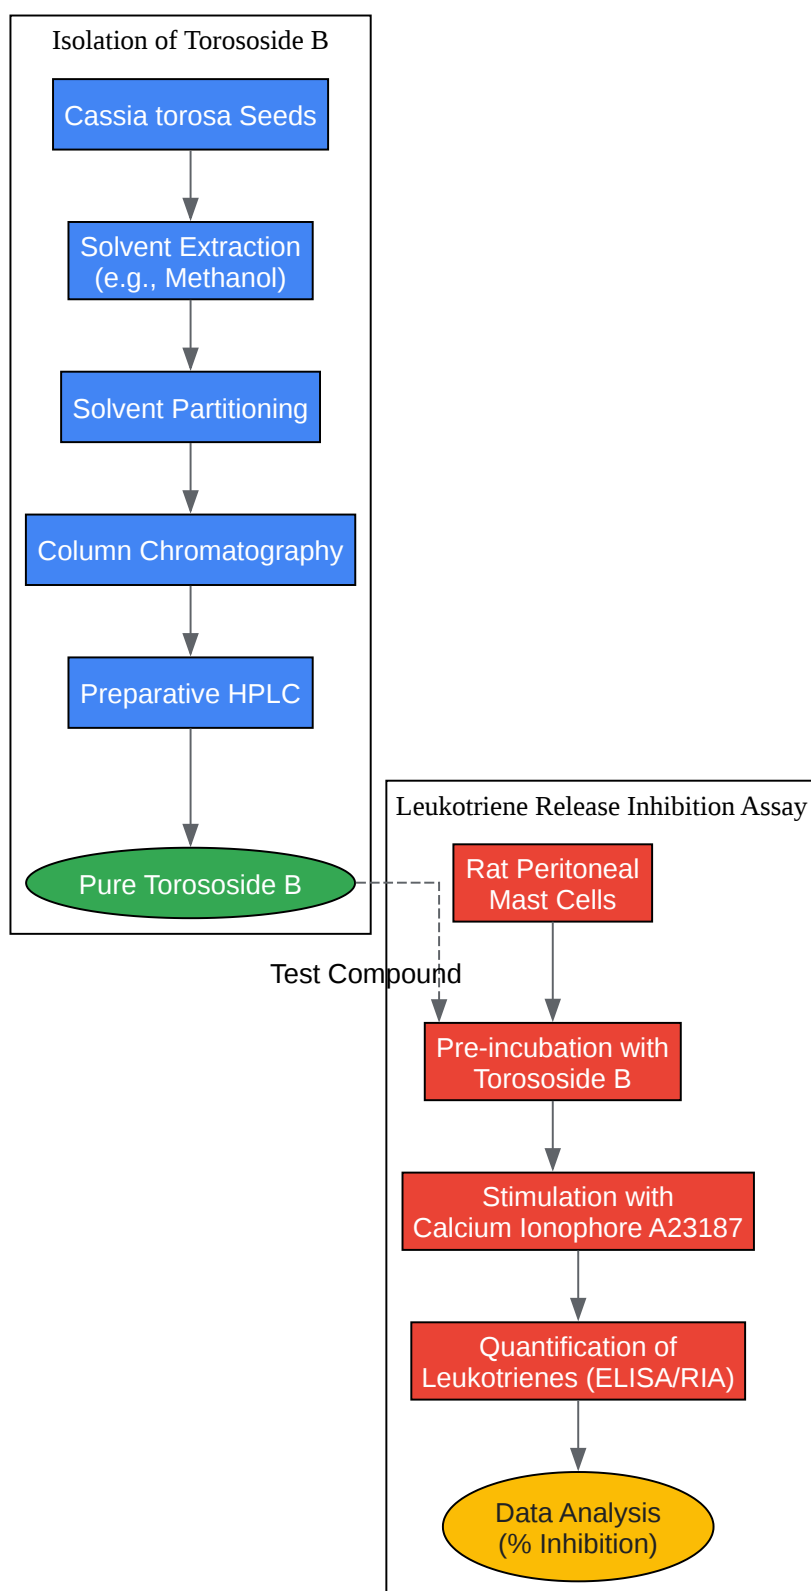 Isolation of Torososide B
Cassia torosa Seeds
Solvent Extraction
(e.g., Methanol)
Solvent Partitioning
Column Chromatography
Preparative HPLC
Pure Torososide B
Test Compound
Leukotriene Release Inhibition Assay
Rat Peritoneal
Mast Cells
Pre-incubation with
Torososide B
Stimulation with
Calcium Ionophore A23187
Quantification of
Leukotrienes (ELISA/RIA)
Data Analysis
(% Inhibition)